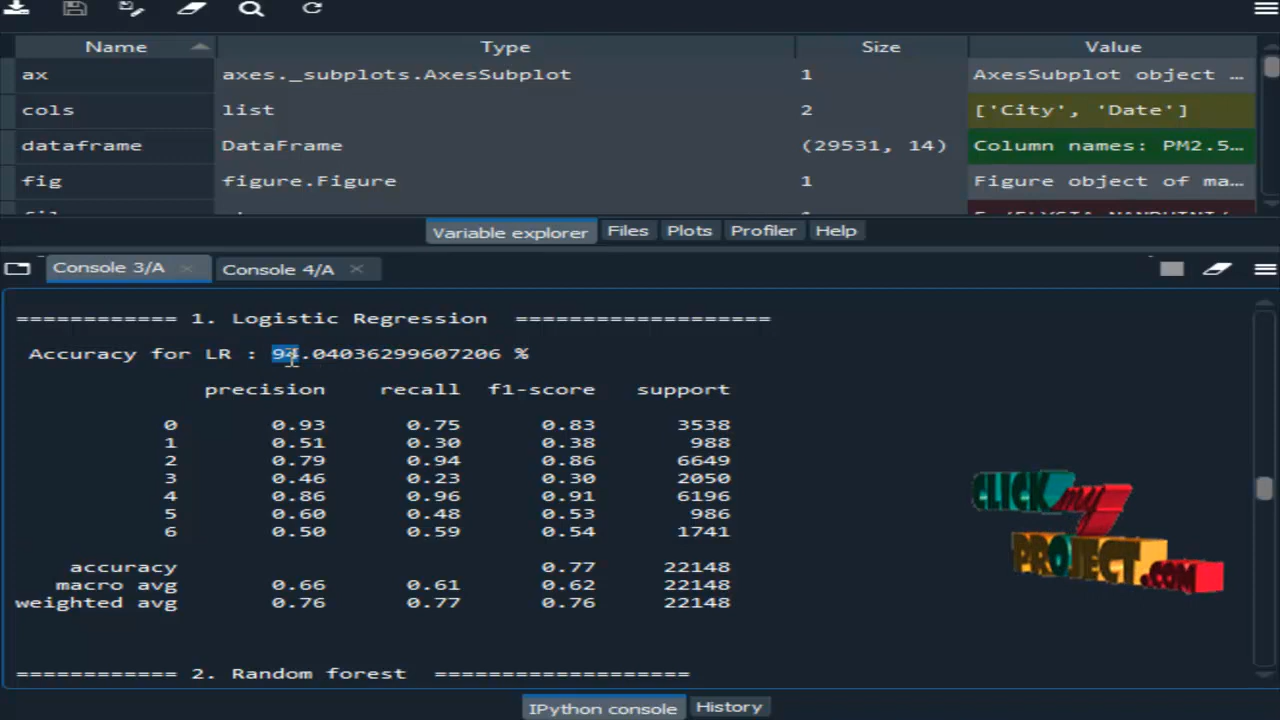 Name Type Size Value
ax axes._subplots.AxesSubplot 1 AxesSubplot object ...
cols list 2 ['City', 'Date']
dataframe DataFrame (29531, 14) Column names: PM2.5...
fig figure.Figure 1 Figure object of ma...
Variable explorer Files Plots Profiler Help
Console 3/A Console 4/A
============ 1. Logistic Regression ===================
Accuracy for LR : 94.04036299607206 %
precision recall f1-score support
0 0.93 0.75 0.83 3538
1 0.51 0.30 0.38 988
2 0.79 0.94 0.86 6649
3 0.46 0.23 0.30 2050
4 0.86 0.96 0.91 6196
5 0.60 0.48 0.53 986
6 0.50 0.59 0.54 1741
accuracy 0.77 22148
macro avg 0.66 0.61 0.62 22148
weighted avg 0.76 0.77 0.76 22148
CLICK my
PROJECT.COM
============ 2. Random forest ===================
IPython console History